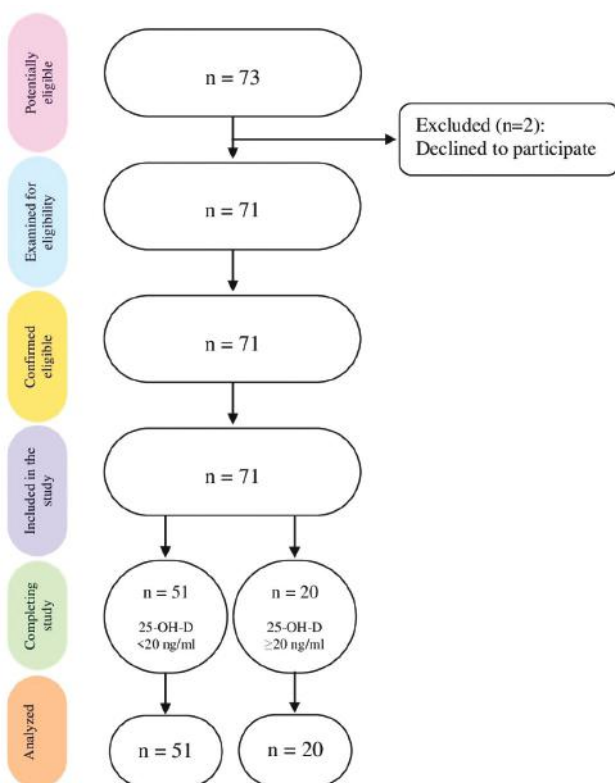 Potentially
eligible
n = 73
Excluded (n=2):
Declined to participate
Examined for
eligibility
n = 71
Confirmed
eligible
n = 71
Included in the
study
n = 71
Completing
study
n = 51
25-OH-D
<20 ng/ml
n = 20
25-OH-D
≥20 ng/ml
Analyzed
n = 51
n = 20